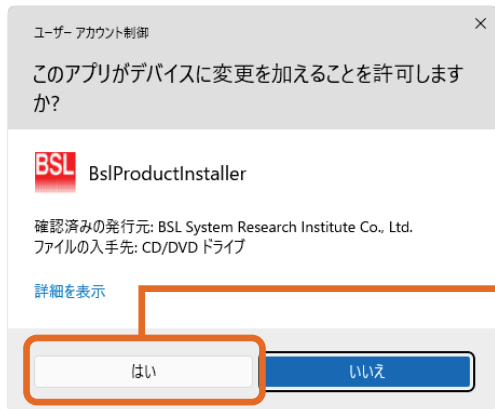 ユーザー アカウント制御
このアプリがデバイスに変更を加えることを許可します
か?
BSL
BslProductInstaller
確認済みの発行元: BSL System Research Institute Co., Ltd.
ファイルの入手先: CD/DVD ドライブ
詳細を表示
はい
いいえ